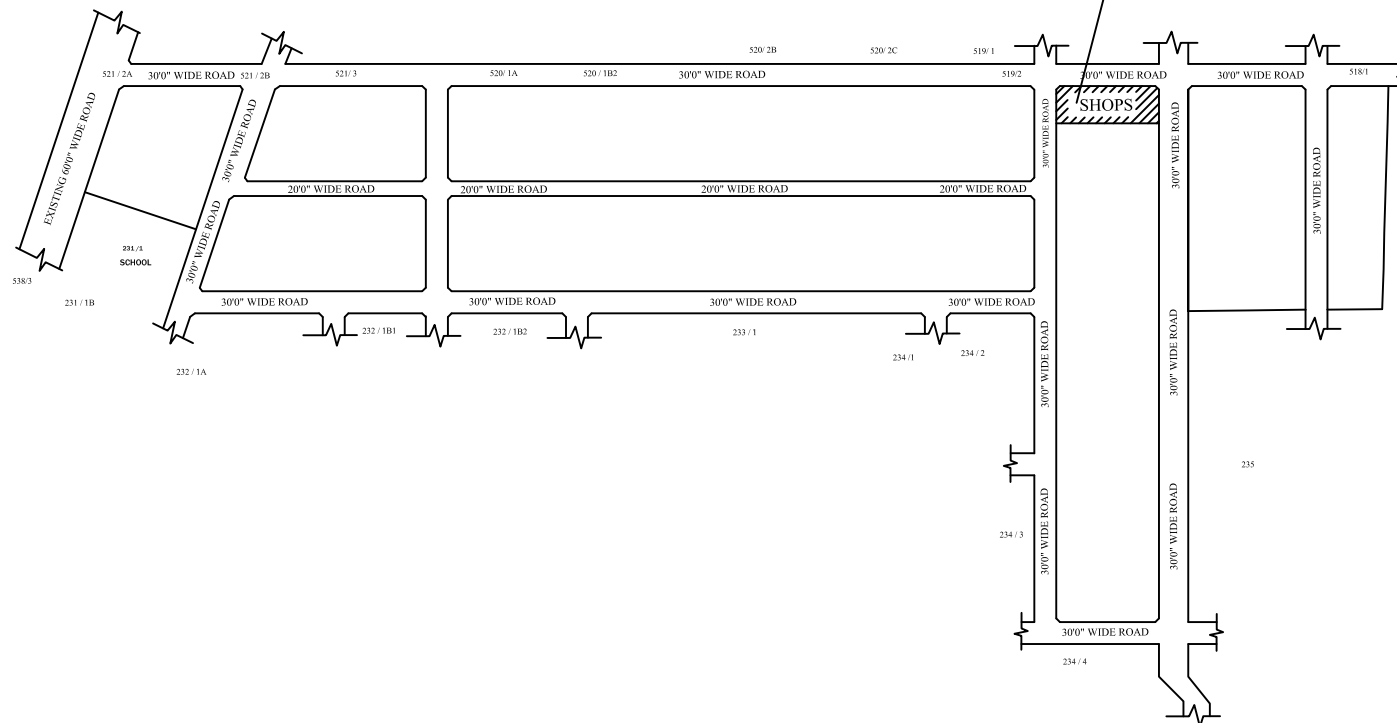 520/ 2B
520/ 2C
519/ 1
521 / 2A
30'0" WIDE ROAD
521 / 2B
521/ 3
520/ 1A
520 / 1B2
30'0" WIDE ROAD
519/2
30'0" WIDE ROAD
30'0" WIDE ROAD
518/1
SHOPS
EXISTING 60'0" WIDE ROAD
30'0" WIDE ROAD
30'0" WIDE ROAD
30'0" WIDE ROAD
30'0" WIDE ROAD
20'0" WIDE ROAD
20'0" WIDE ROAD
20'0" WIDE ROAD
20'0" WIDE ROAD
30'0" WIDE ROAD
231 /1
SCHOOL
538/3
231 / 1B
30'0" WIDE ROAD
30'0" WIDE ROAD
30'0" WIDE ROAD
30'0" WIDE ROAD
232 / 1B1
232 / 1B2
233 / 1
234 /1
234 / 2
232 / 1A
30'0" WIDE ROAD
30'0" WIDE ROAD
235
234 / 3
30'0" WIDE ROAD
30'0" WIDE ROAD
30'0" WIDE ROAD
234 / 4